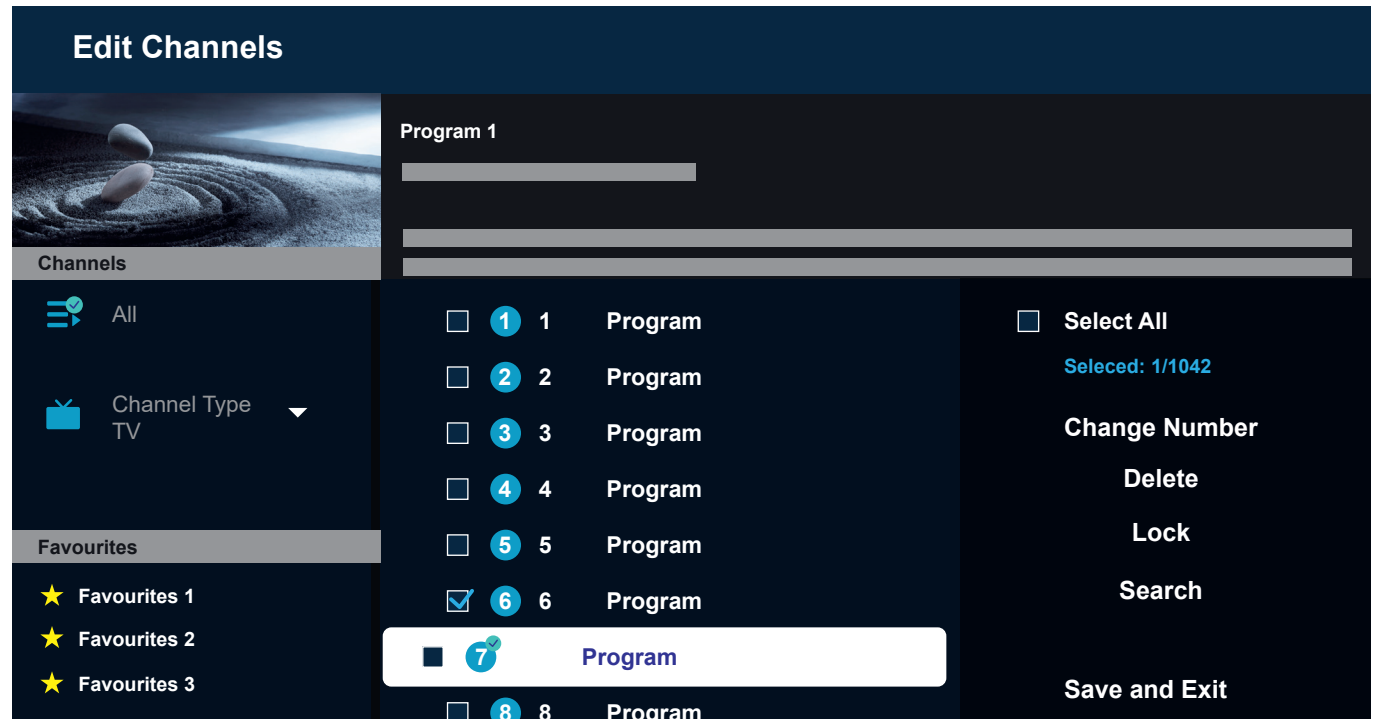 Edit Channels
Program 1
Channels
All
Channel Type
TV
Favourites
Favourites 1
Favourites 2
Favourites 3
1 1 Program
2 2 Program
3 3 Program
4 4 Program
5 5 Program
6 6 Program
7 Program
8 8 Program
Select All
Seleced: 1/1042
Change Number
Delete
Lock
Search
Save and Exit